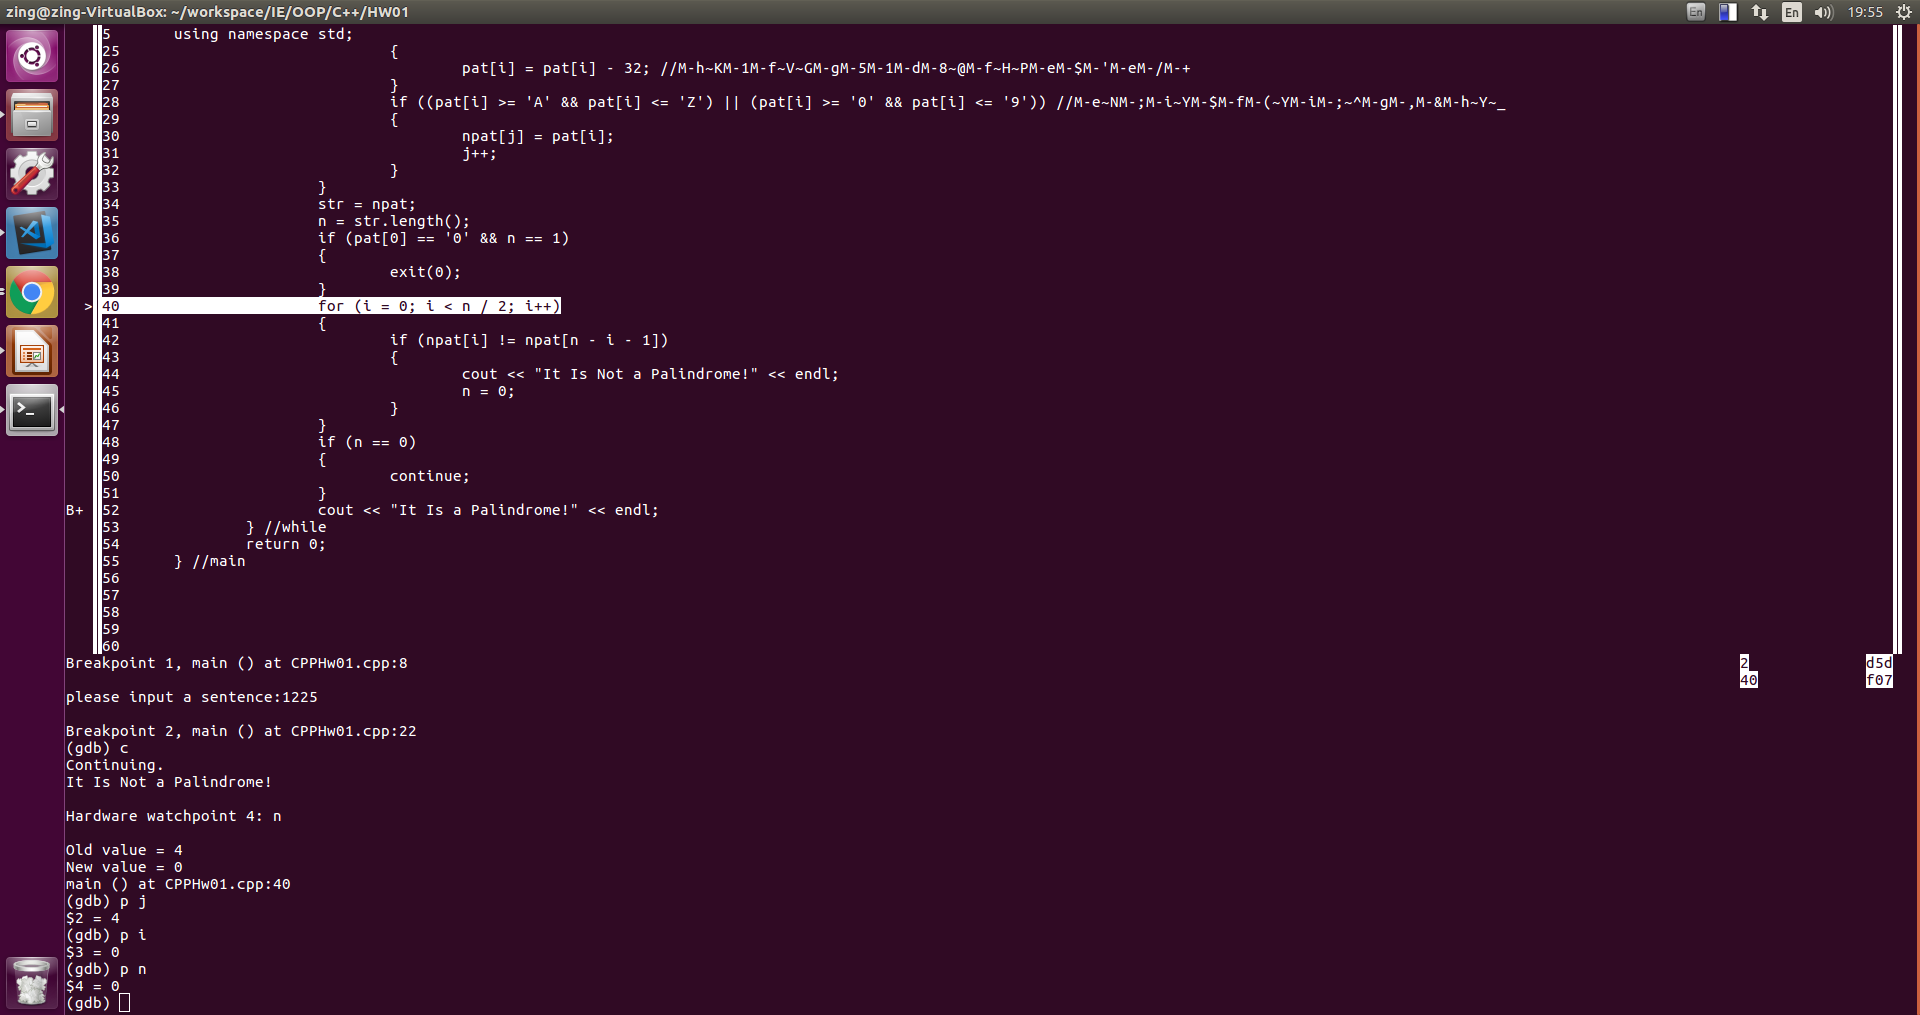 zing@zing-VirtualBox: ~/workspace/IE/OOP/C++/HW01 En En 19:55
5 using namespace std;
25 {
26 pat[i] = pat[i] - 32; //M-h~KM-1M-f~V~GM-gM-5M-1M-dM-8~@M-f~H~PM-eM-$M-'M-eM-/M-+
27 }
28 if ((pat[i] >= 'A' && pat[i] <= 'Z') || (pat[i] >= '0' && pat[i] <= '9')) //M-e~NM-;M-i~YM-$M-fM-(~YM-iM-;~^M-gM-,M-&M-h~Y~_
29 {
30 npat[j] = pat[i];
31 j++;
32 }
33 }
34 str = npat;
35 n = str.length();
36 if (pat[0] == '0' && n == 1)
37 {
38 exit(0);
39 }
> 40 for (i = 0; i < n / 2; i++)
41 {
42 if (npat[i] != npat[n - i - 1])
43 {
44 cout << "It Is Not a Palindrome!" << endl;
45 n = 0;
46 }
47 }
48 if (n == 0)
49 {
50 continue;
51 }
B+ 52 cout << "It Is a Palindrome!" << endl;
53 } //while
54 return 0;
55 } //main
56
57
58
59
60
Breakpoint 1, main () at CPPHw01.cpp:8 2 d5d
40 f07
please input a sentence:1225
Breakpoint 2, main () at CPPHw01.cpp:22
(gdb) c
Continuing.
It Is Not a Palindrome!
Hardware watchpoint 4: n
Old value = 4
New value = 0
main () at CPPHw01.cpp:40
(gdb) p j
$2 = 4
(gdb) p i
$3 = 0
(gdb) p n
$4 = 0
(gdb)